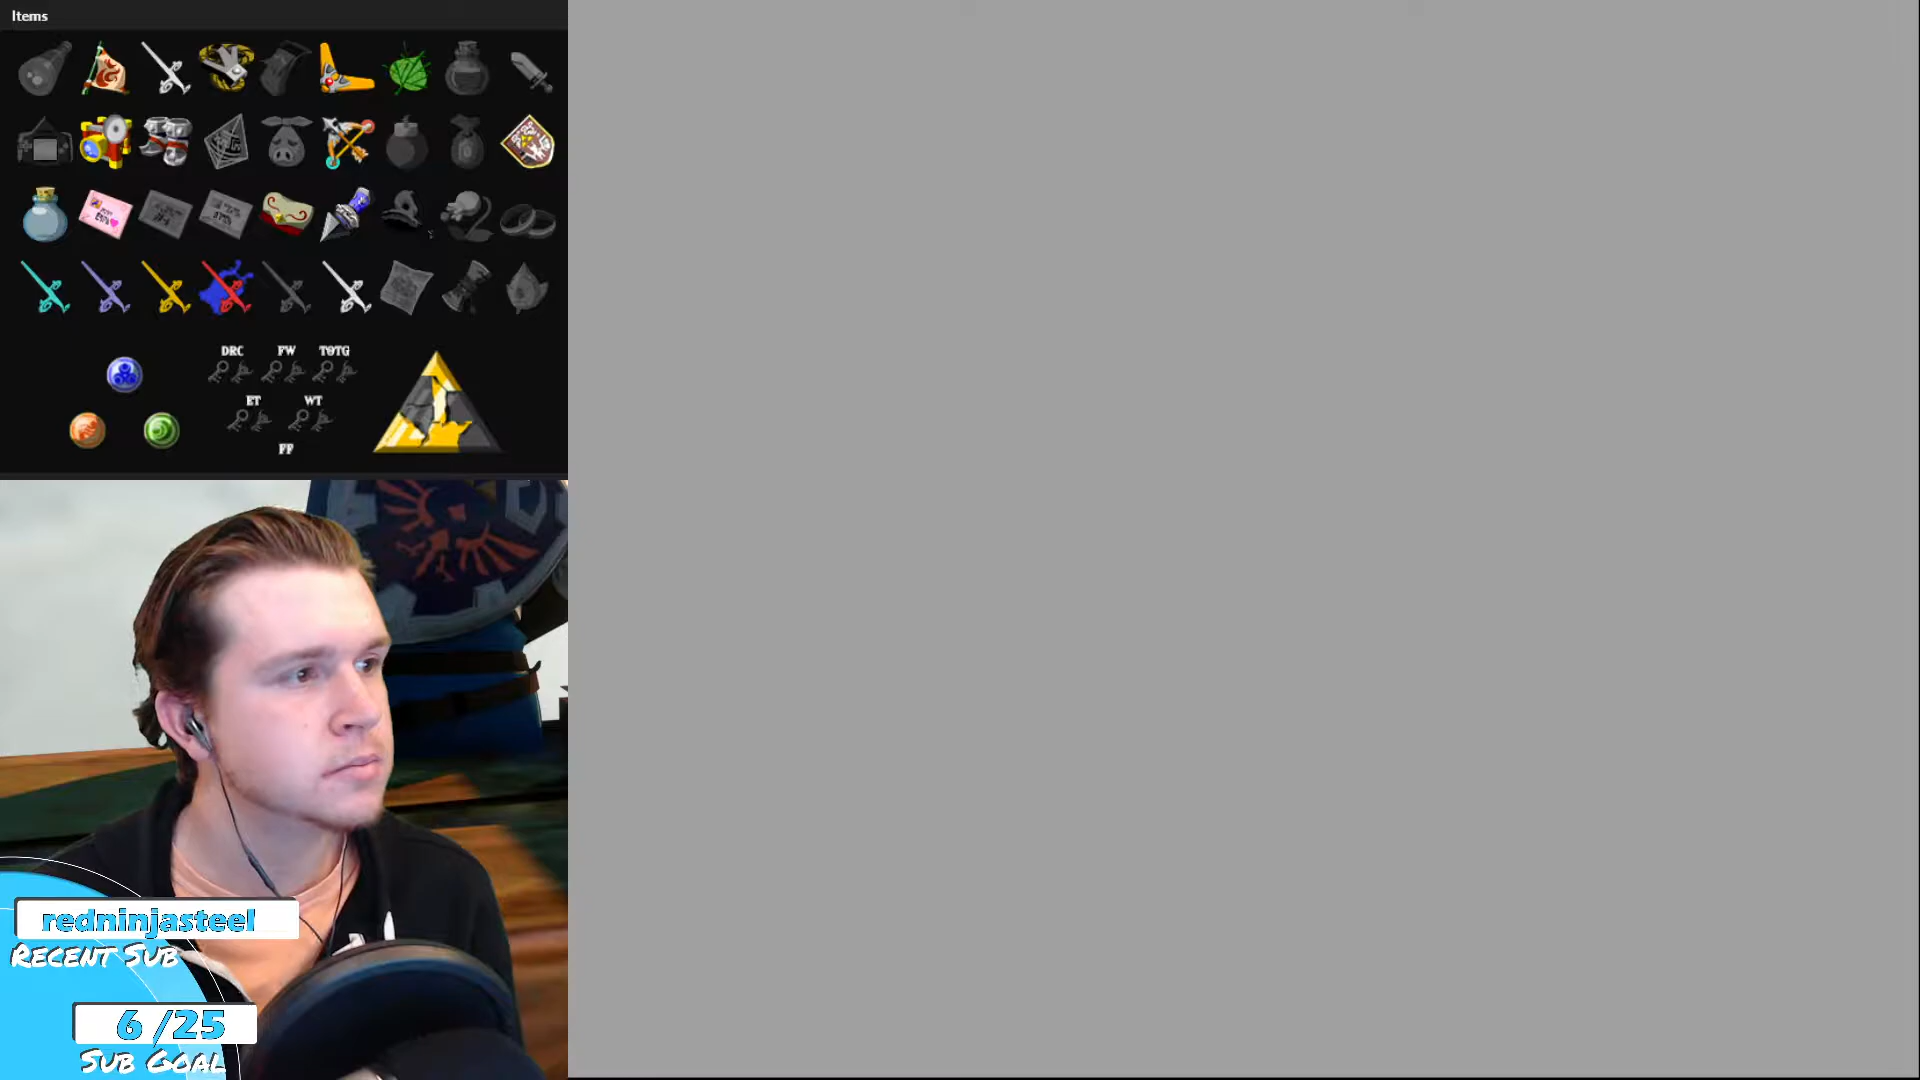 Items
DRC FW TOTG
ET WT
FF
redninjasteel
Recent Sub
6 /25
Sub Goal